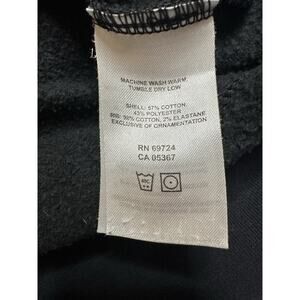 MACHINE WASH WARM,
TUMBLE DRY LOW
SHELL: 57% COTTON,
43% POLYESTER
RIB: 98% COTTON, 2% ELASTANE
EXCLUSIVE OF ORNAMENTATION
RN 69724
CA 05367
40C